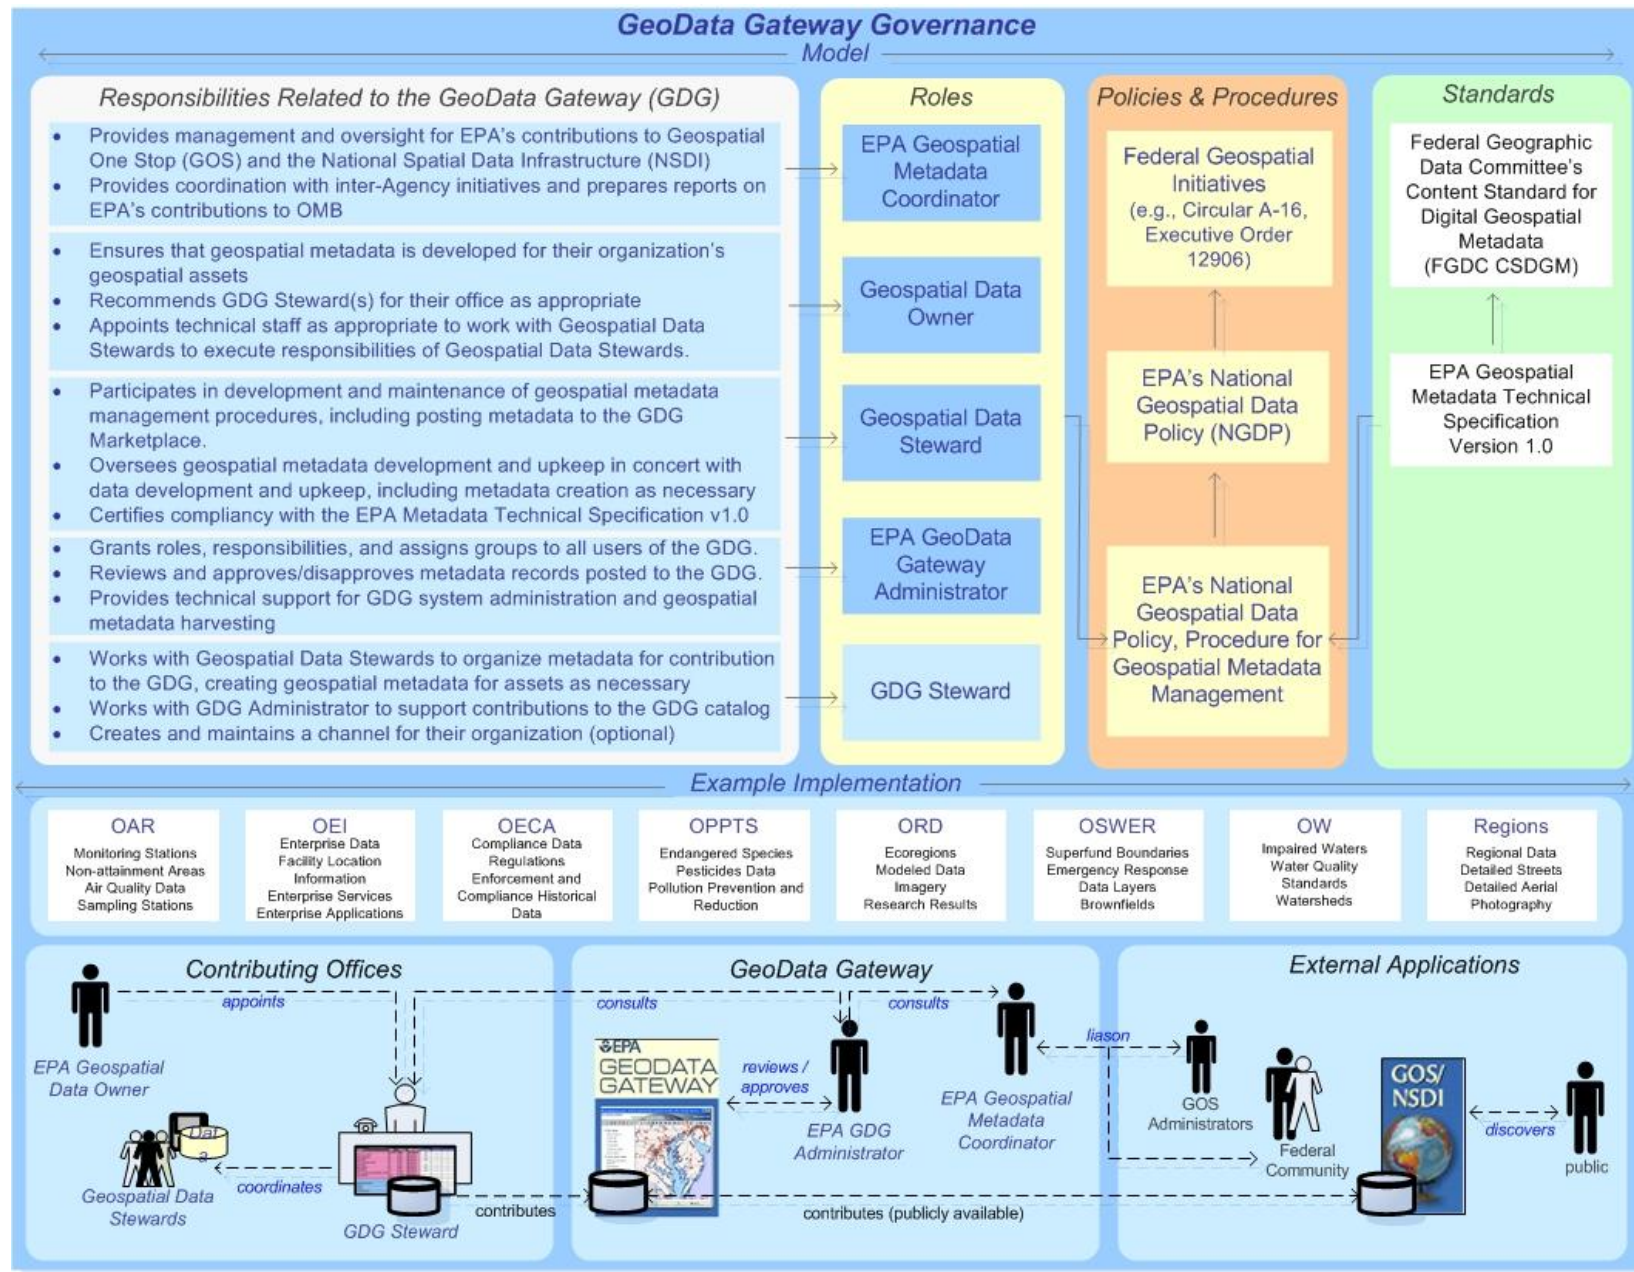 GeoData Gateway Governance
Model
Responsibilities Related to the GeoData Gateway (GDG)
• Provides management and oversight for EPA's contributions to Geospatial
One Stop (GOS) and the National Spatial Data Infrastructure (NSDI)
• Provides coordination with inter-Agency initiatives and prepares reports on
EPA's contributions to OMB
• Ensures that geospatial metadata is developed for their organization's
geospatial assets
• Recommends GDG Steward(s) for their office as appropriate
• Appoints technical staff as appropriate to work with Geospatial Data
Stewards to execute responsibilities of Geospatial Data Stewards.
• Participates in development and maintenance of geospatial metadata
management procedures, including posting metadata to the GDG
Marketplace.
• Oversees geospatial metadata development and upkeep in concert with
data development and upkeep, including metadata creation as necessary
• Certifies compliancy with the EPA Metadata Technical Specification v1.0
• Grants roles, responsibilities, and assigns groups to all users of the GDG.
• Reviews and approves/disapproves metadata records posted to the GDG.
• Provides technical support for GDG system administration and geospatial
metadata harvesting
• Works with Geospatial Data Stewards to organize metadata for contribution
to the GDG, creating geospatial metadata for assets as necessary
• Works with GDG Administrator to support contributions to the GDG catalog
• Creates and maintains a channel for their organization (optional)
Roles
EPA Geospatial
Metadata
Coordinator
Geospatial Data
Owner
Geospatial Data
Steward
EPA GeoData
Gateway
Administrator
GDG Steward
Policies & Procedures
Federal Geospatial
Initiatives
(e.g., Circular A-16,
Executive Order
12906)
EPA's National
Geospatial Data
Policy (NGDP)
EPA's National
Geospatial Data
Policy, Procedure for
Geospatial Metadata
Management
Standards
Federal Geographic
Data Committee's
Content Standard for
Digital Geospatial
Metadata
(FGDC CSDGM)
EPA Geospatial
Metadata Technical
Specification
Version 1.0
Example Implementation
OAR
Monitoring Stations
Non-attainment Areas
Air Quality Data
Sampling Stations
OEI
Enterprise Data
Facility Location
Information
Enterprise Services
Enterprise Applications
OECA
Compliance Data
Regulations
Enforcement and
Compliance Historical
Data
OPPTS
Endangered Species
Pesticides Data
Pollution Prevention and
Reduction
ORD
Ecoregions
Modeled Data
Imagery
Research Results
OSWER
Superfund Boundaries
Emergency Response
Data Layers
Brownfields
OW
Impaired Waters
Water Quality
Standards
Watersheds
Regions
Regional Data
Detailed Streets
Detailed Aerial
Photography
Contributing Offices
appoints
EPA Geospatial
Data Owner
Dat
a
Geospatial Data
Stewards
coordinates
GDG Steward
contributes
GeoData Gateway
consults
consults
EPA
GEODATA
GATEWAY
reviews /
approves
EPA GDG
Administrator
EPA Geospatial
Metadata
Coordinator
contributes (publicly available)
External Applications
liason
GOS
Administrators
Federal
Community
GOS/
NSDI
discovers
public